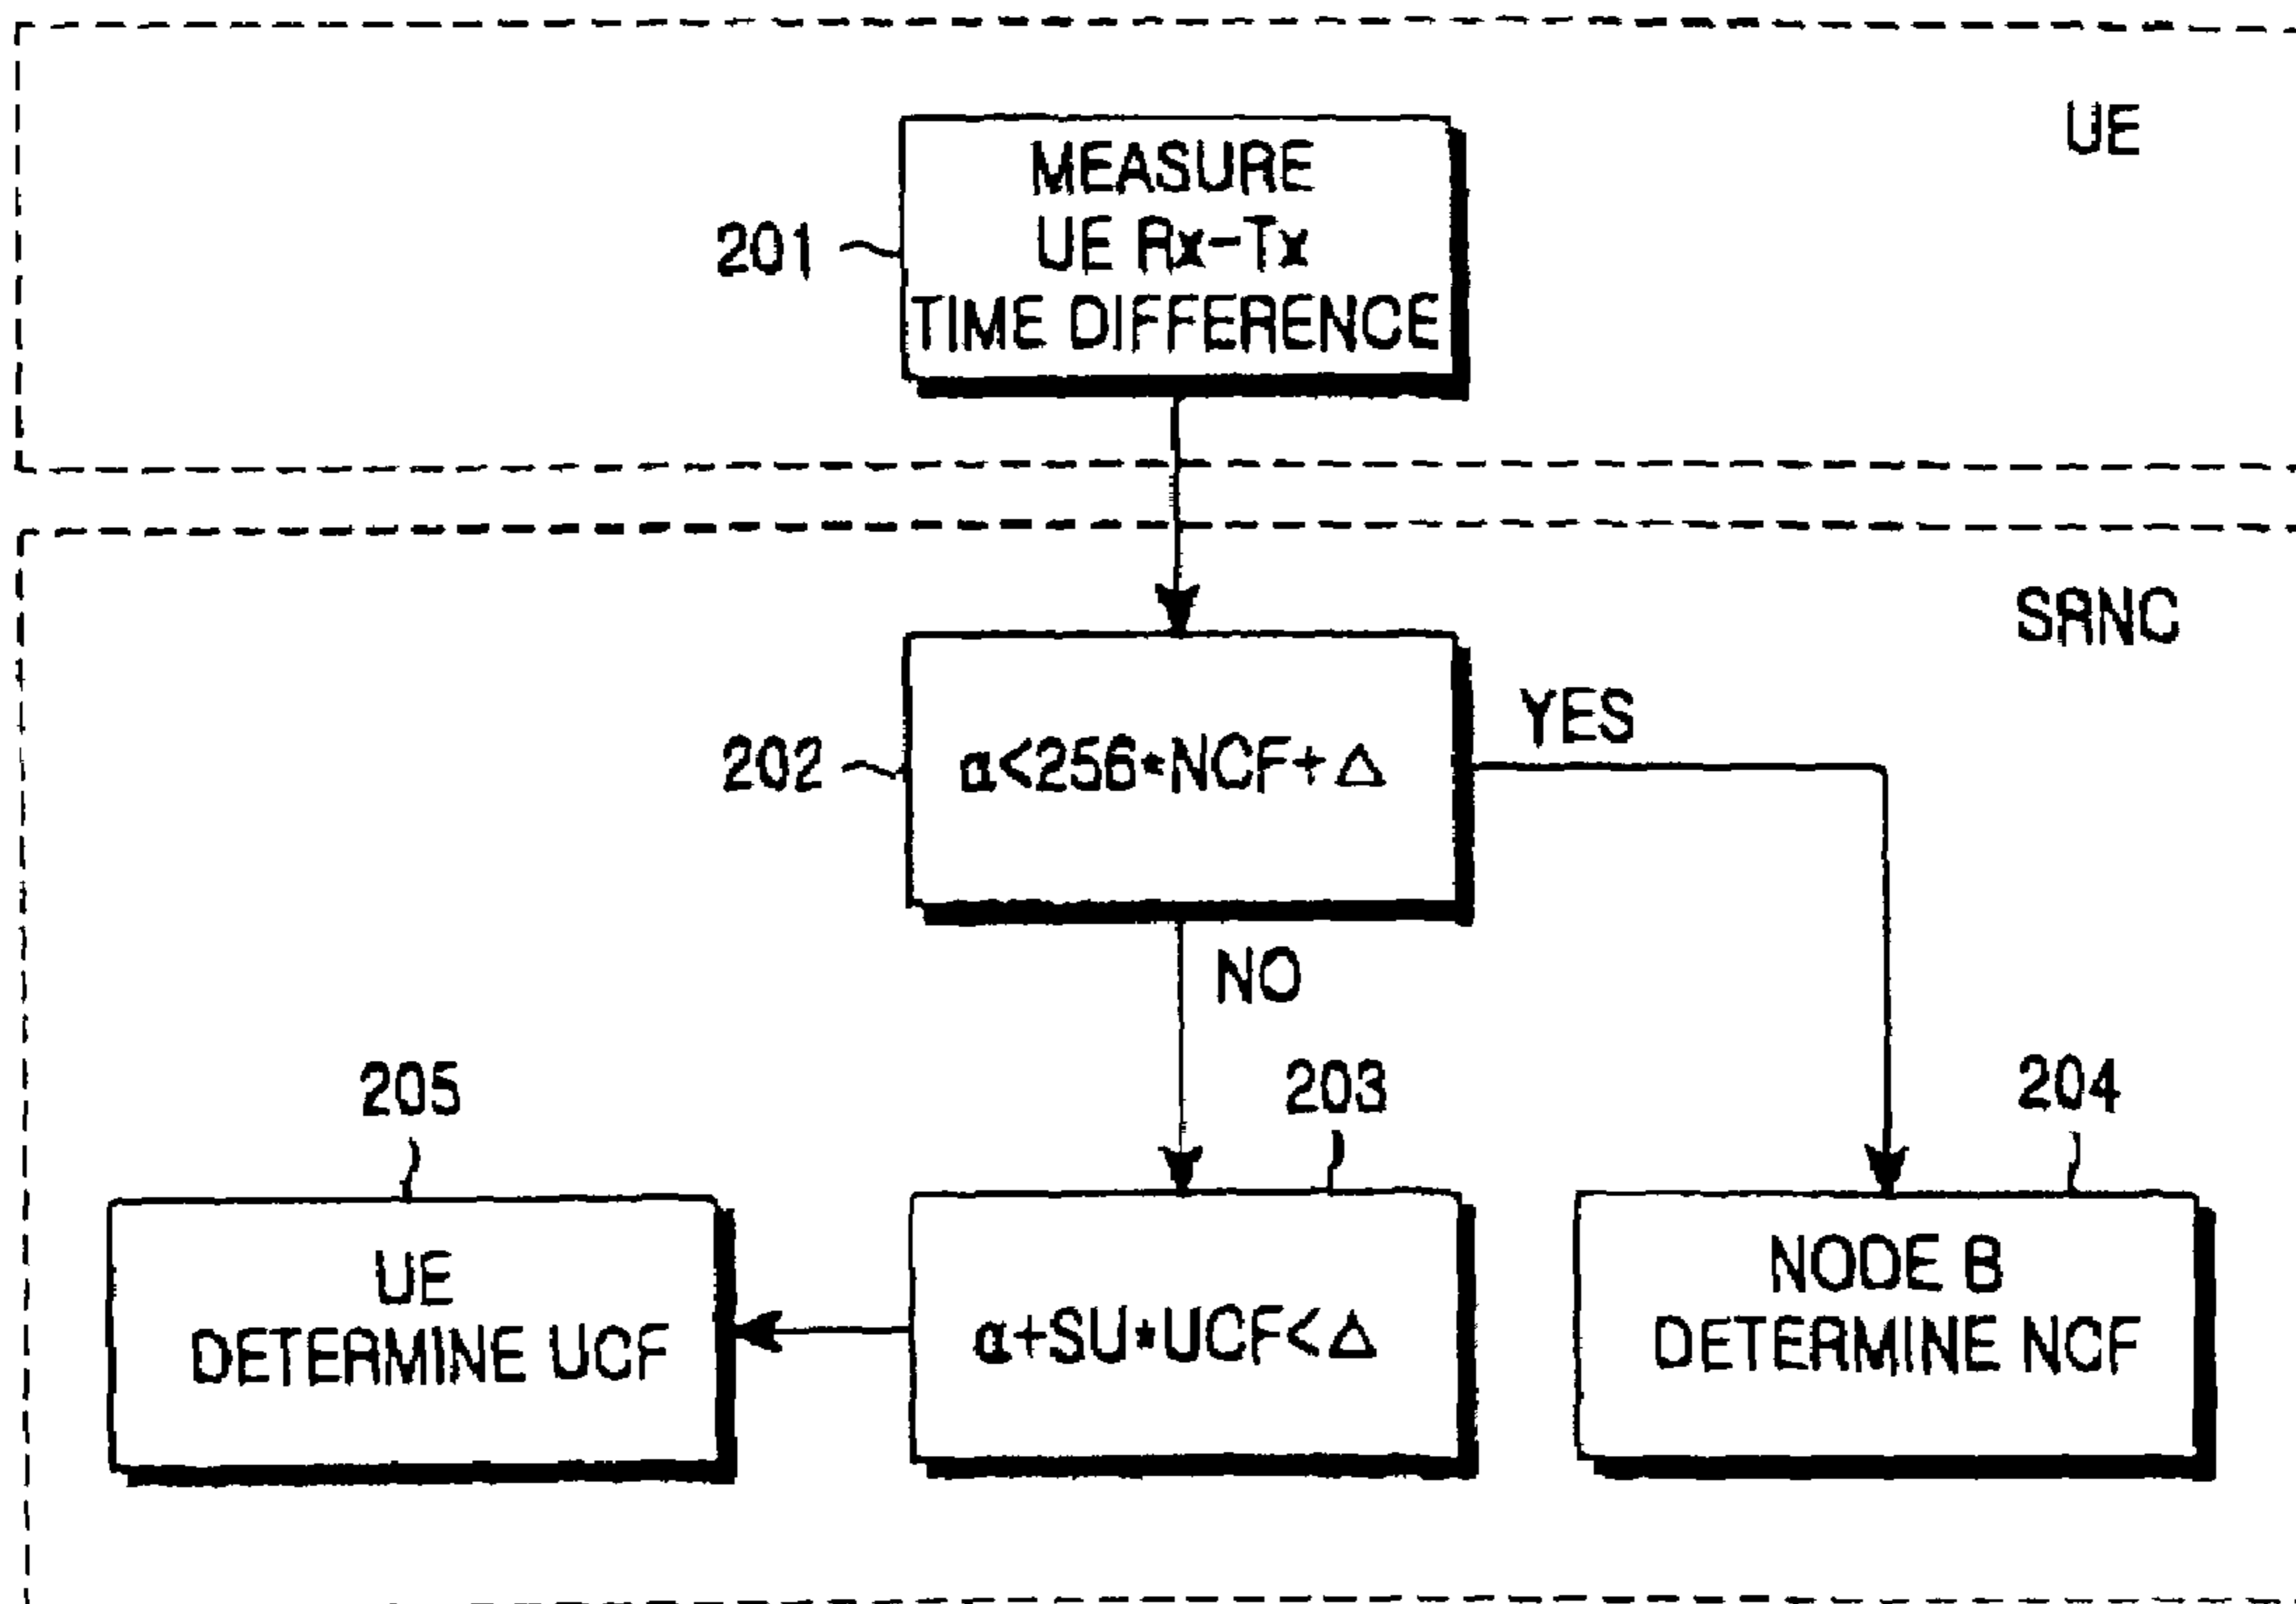 UE
MEASURE
UE Rx-Tx
TIME DIFFERENCE
201
SRNC
202
α<256*NCF+△
YES
NO
205
203
204
UE
DETERMINE UCF
α+SU*UCF<△
NODE B
DETERMINE NCF